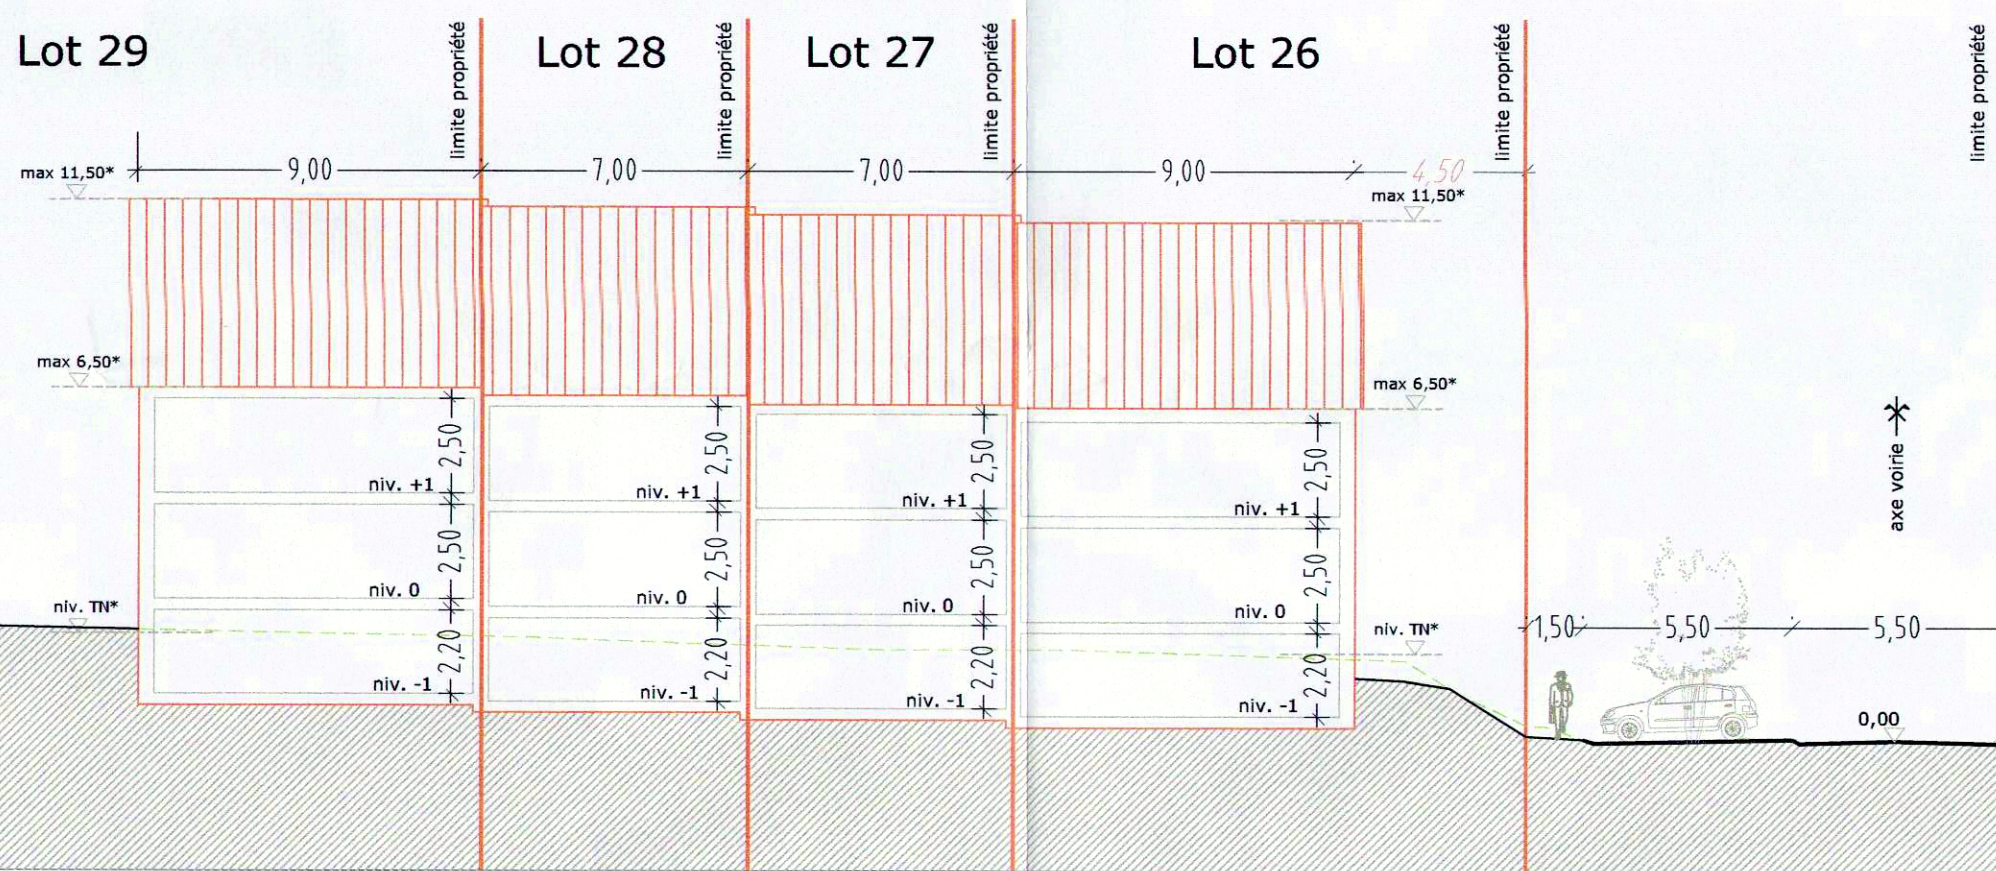 Lot 29
Lot 28
Lot 27
Lot 26
limite propriété
limite propriété
limite propriété
limite propriété
limite propriété
9,00
7,00
7,00
9,00
4,50
max 11,50*
max 11,50*
max 6,50*
max 6,50*
2,50
niv. +1
2,50
niv. +1
2,50
niv. +1
2,50
niv. +1
2,50
niv. 0
2,50
niv. 0
2,50
niv. 0
2,50
niv. 0
niv. TN*
niv. TN*
2,20
niv. -1
2,20
niv. -1
2,20
niv. -1
2,20
niv. -1
1,50
5,50
5,50
axe voirie
0,00